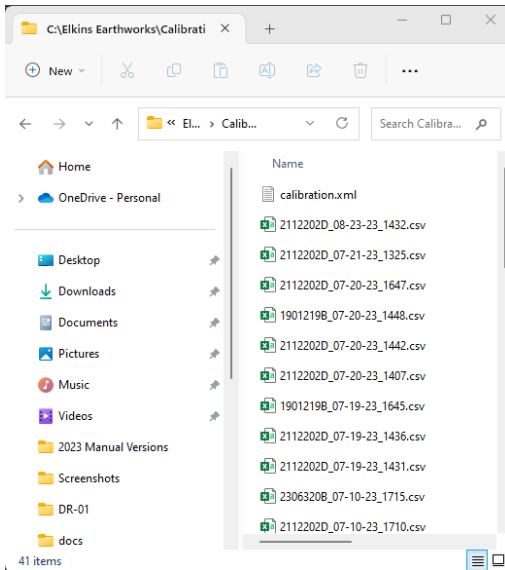 C:\Elkins Earthworks\Calibrati
New
« El... > Calib...
Search Calibra...
Home
OneDrive - Personal
Desktop
Downloads
Documents
Pictures
Music
Videos
2023 Manual Versions
Screenshots
DR-01
docs
Name
calibration.xml
2112202D_08-23-23_1432.csv
2112202D_07-21-23_1325.csv
2112202D_07-20-23_1647.csv
1901219B_07-20-23_1448.csv
2112202D_07-20-23_1442.csv
2112202D_07-20-23_1407.csv
1901219B_07-19-23_1645.csv
2112202D_07-19-23_1436.csv
2112202D_07-19-23_1431.csv
2306320B_07-10-23_1715.csv
2112202D_07-10-23_1710.csv
41 items